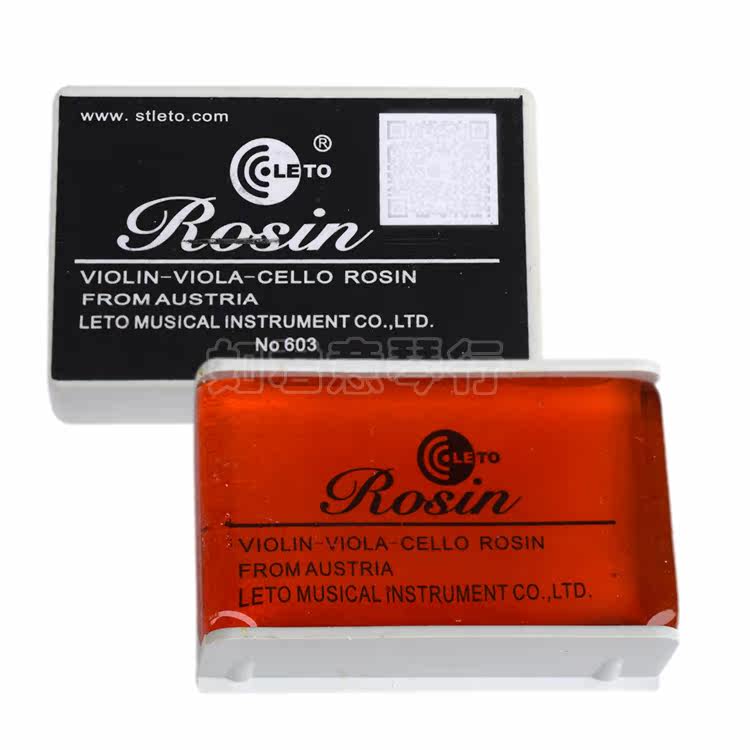 www. stleto.com
LETO ®
Rosin
VIOLIN-VIOLA-CELLO ROSIN
FROM AUSTRIA
LETO MUSICAL INSTRUMENT CO.,LTD.
No 603
LETO
Rosin
VIOLIN-VIOLA-CELLO ROSIN
FROM AUSTRIA
LETO MUSICAL INSTRUMENT CO.,LTD.